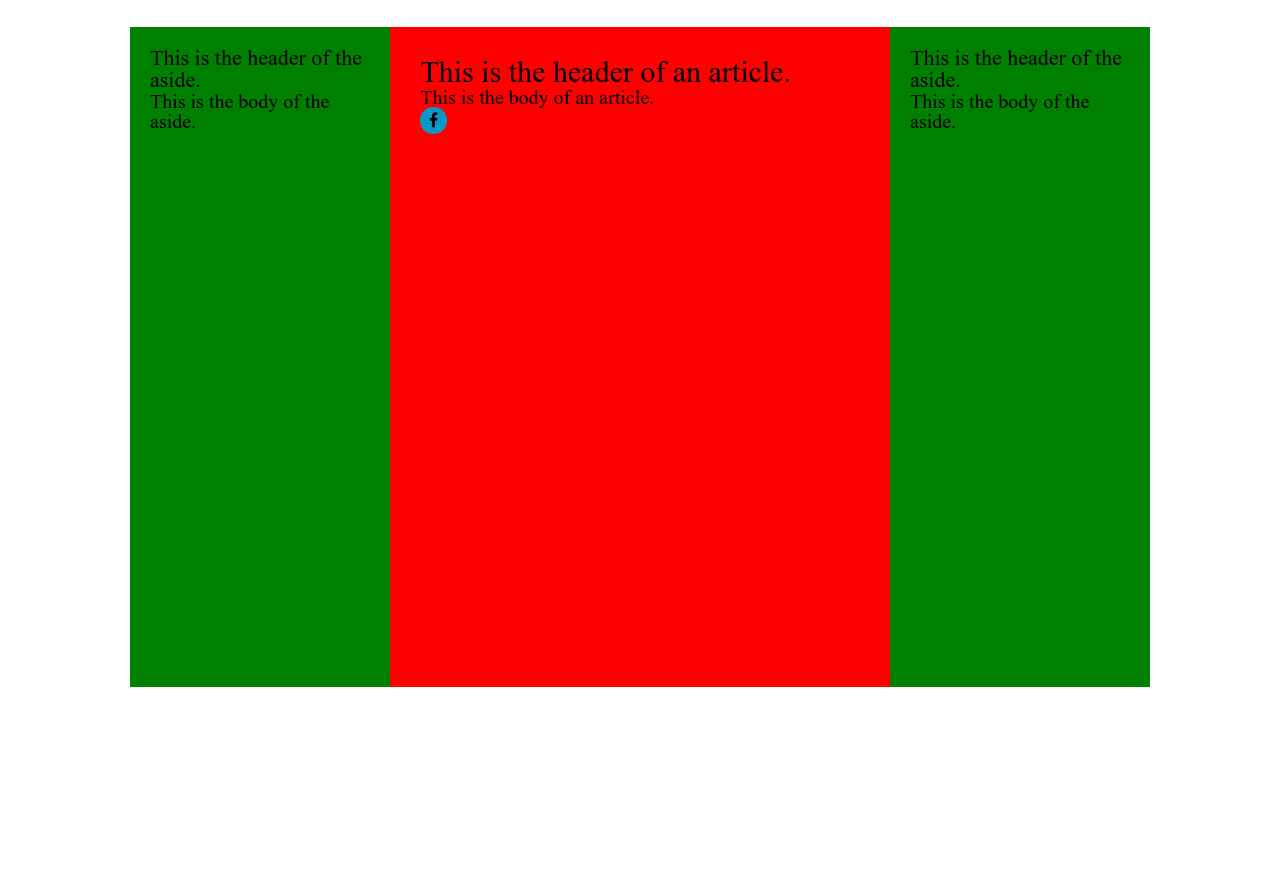 This is the header of the
aside.
This is the body of the
aside.
This is the header of an article.
This is the body of an article.
This is the header of the
aside.
This is the body of the
aside.